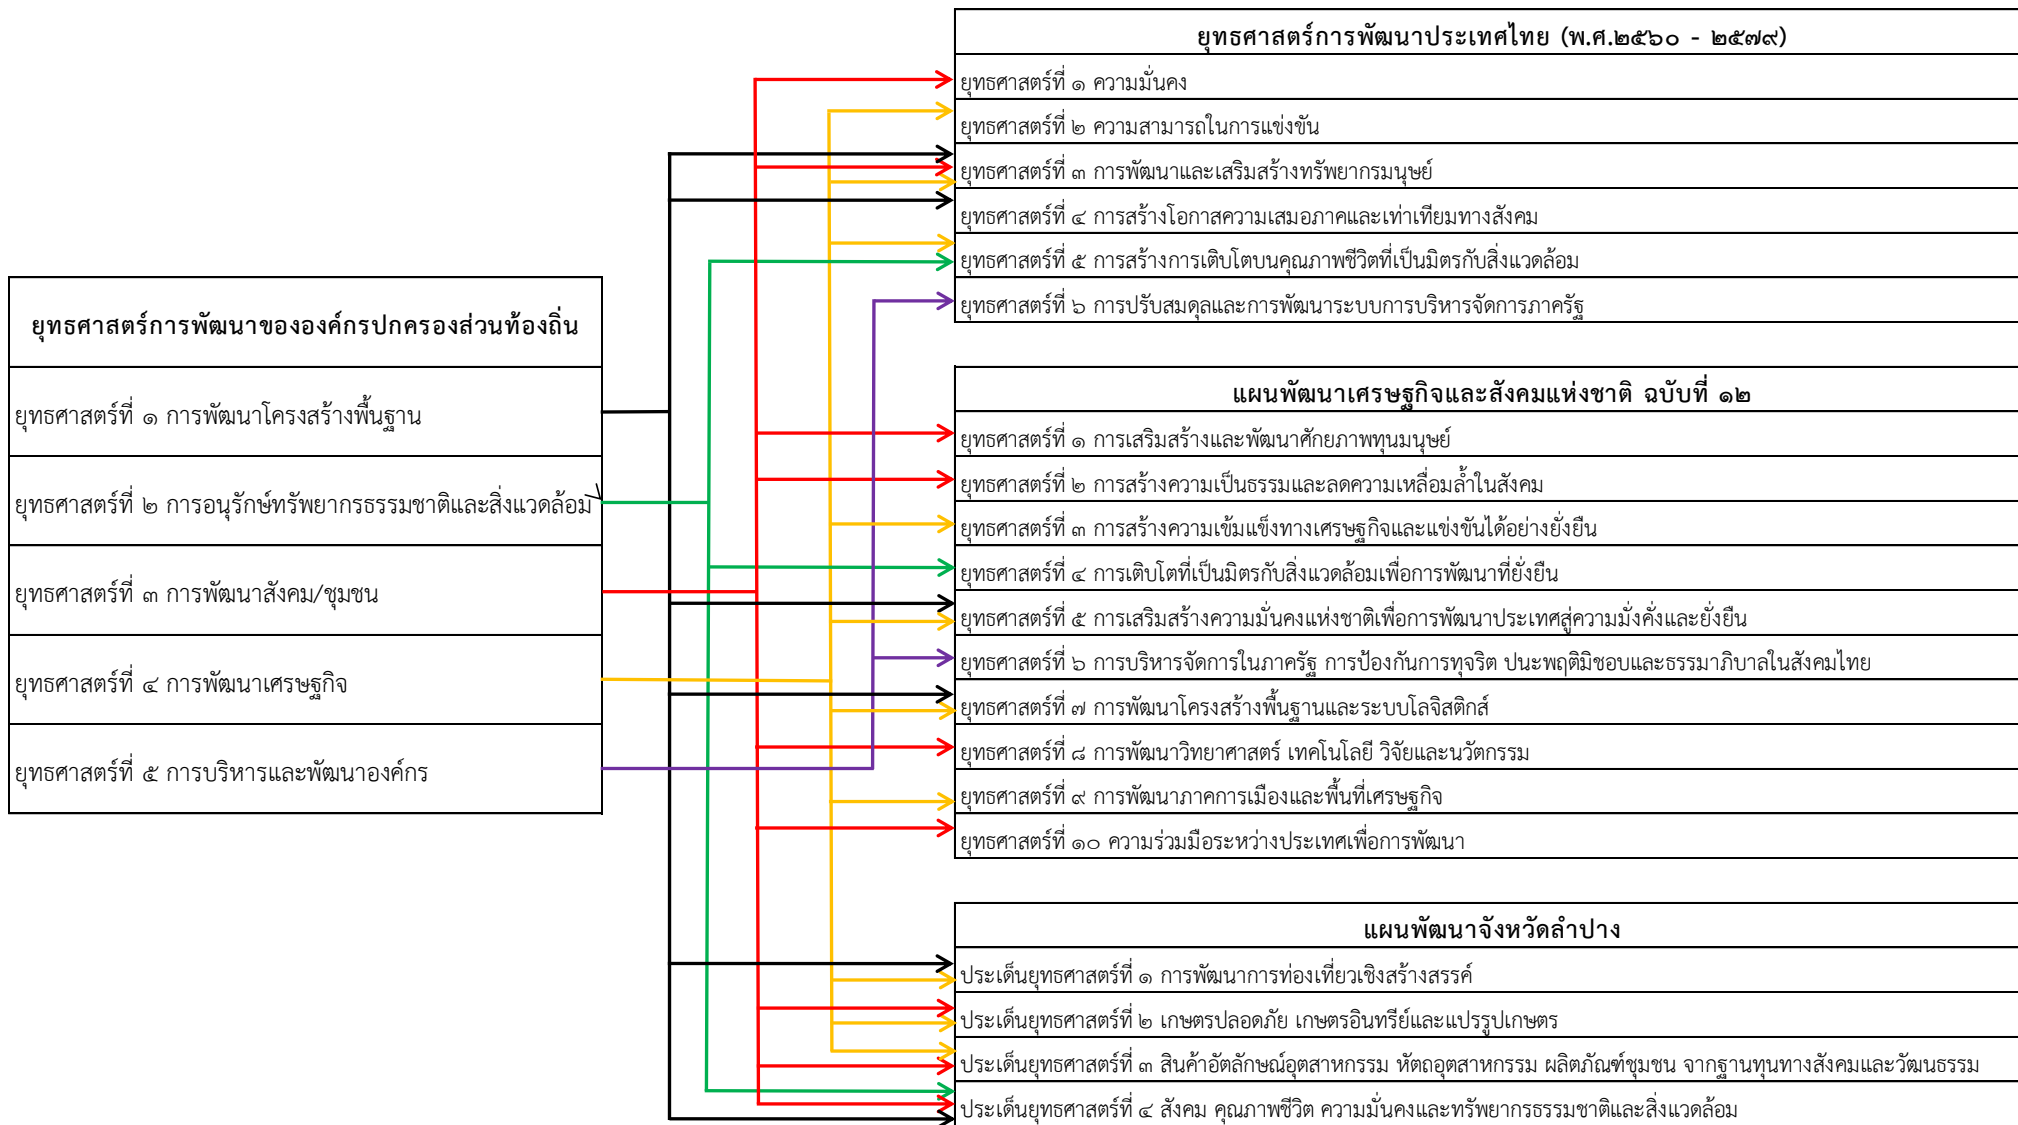 ยุทธศาสตร์การพัฒนาขององค์กรปกครองส่วนท้องถิ่น
ยุทธศาสตร์ที่ ๑ การพัฒนาโครงสร้างพื้นฐาน
ยุทธศาสตร์ที่ ๒ การอนุรักษ์ทรัพยากรธรรมชาติและสิ่งแวดล้อม
ยุทธศาสตร์ที่ ๓ การพัฒนาสังคม/ชุมชน
ยุทธศาสตร์ที่ ๔ การพัฒนาเศรษฐกิจ
ยุทธศาสตร์ที่ ๕ การบริหารและพัฒนาองค์กร
ยุทธศาสตร์การพัฒนาประเทศไทย (พ.ศ.๒๕๖๐ - ๒๕๗๙)
ยุทธศาสตร์ที่ ๑ ความมั่นคง
ยุทธศาสตร์ที่ ๒ ความสามารถในการแข่งขัน
ยุทธศาสตร์ที่ ๓ การพัฒนาและเสริมสร้างทรัพยากรมนุษย์
ยุทธศาสตร์ที่ ๔ การสร้างโอกาสความเสมอภาคและเท่าเทียมทางสังคม
ยุทธศาสตร์ที่ ๕ การสร้างการเติบโตบนคุณภาพชีวิตที่เป็นมิตรกับสิ่งแวดล้อม
ยุทธศาสตร์ที่ ๖ การปรับสมดุลและการพัฒนาระบบการบริหารจัดการภาครัฐ
แผนพัฒนาเศรษฐกิจและสังคมแห่งชาติ ฉบับที่ ๑๒
ยุทธศาสตร์ที่ ๑ การเสริมสร้างและพัฒนาศักยภาพทุนมนุษย์
ยุทธศาสตร์ที่ ๒ การสร้างความเป็นธรรมและลดความเหลื่อมล้ำในสังคม
ยุทธศาสตร์ที่ ๓ การสร้างความเข้มแข็งทางเศรษฐกิจและแข่งขันได้อย่างยั่งยืน
ยุทธศาสตร์ที่ ๔ การเติบโตที่เป็นมิตรกับสิ่งแวดล้อมเพื่อการพัฒนาที่ยั่งยืน
ยุทธศาสตร์ที่ ๕ การเสริมสร้างความมั่นคงแห่งชาติเพื่อการพัฒนาประเทศสู่ความมั่งคั่งและยั่งยืน
ยุทธศาสตร์ที่ ๖ การบริหารจัดการในภาครัฐ การป้องกันการทุจริต ปนะพฤติมิชอบและธรรมาภิบาลในสังคมไทย
ยุทธศาสตร์ที่ ๗ การพัฒนาโครงสร้างพื้นฐานและระบบโลจิสติกส์
ยุทธศาสตร์ที่ ๘ การพัฒนาวิทยาศาสตร์ เทคโนโลยี วิจัยและนวัตกรรม
ยุทธศาสตร์ที่ ๙ การพัฒนาภาคการเมืองและพื้นที่เศรษฐกิจ
ยุทธศาสตร์ที่ ๑๐ ความร่วมมือระหว่างประเทศเพื่อการพัฒนา
แผนพัฒนาจังหวัดลำปาง
ประเด็นยุทธศาสตร์ที่ ๑ การพัฒนาการท่องเที่ยวเชิงสร้างสรรค์
ประเด็นยุทธศาสตร์ที่ ๒ เกษตรปลอดภัย เกษตรอินทรีย์และแปรรูปเกษตร
ประเด็นยุทธศาสตร์ที่ ๓ สินค้าอัตลักษณ์อุตสาหกรรม หัตถอุตสาหกรรม ผลิตภัณฑ์ชุมชน จากฐานทุนทางสังคมและวัฒนธรรม
ประเด็นยุทธศาสตร์ที่ ๔ สังคม คุณภาพชีวิต ความมั่นคงและทรัพยากรธรรมชาติและสิ่งแวดล้อม